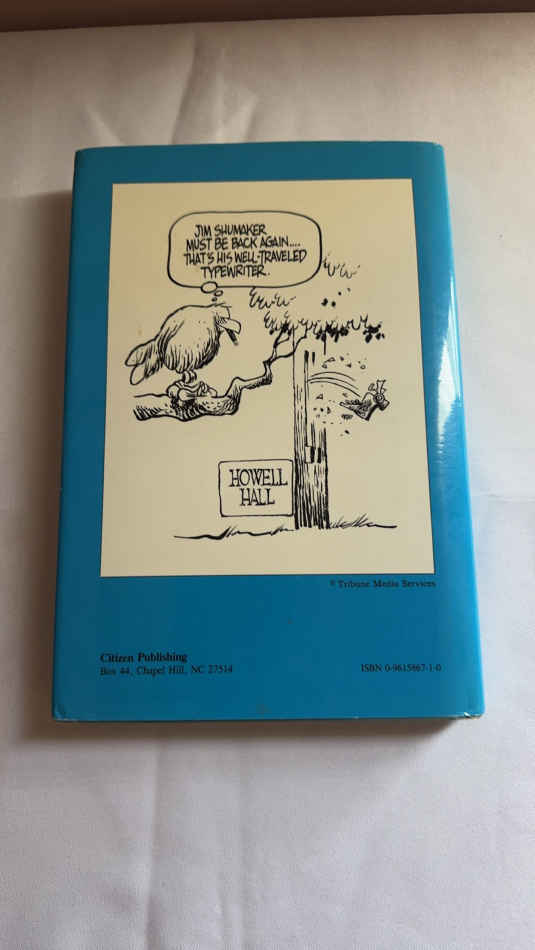 JIM SHUMAKER
MUST BE BACK AGAIN....
THAT'S HIS WELL-TRAVELED
TYPEWRITER.
HOWELL
HALL
© Tribune Media Services
Citizen Publishing
Box 44, Chapel Hill, NC 27514
ISBN 0-9615667-1-0